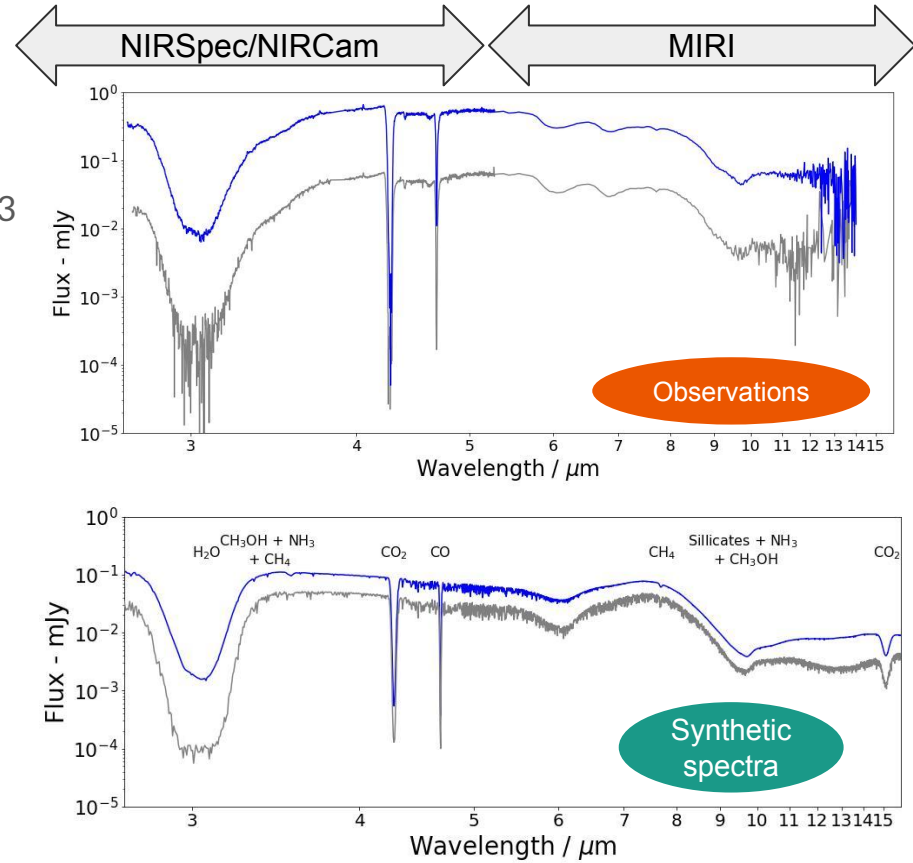 NIRSpec/NIRCam MIRI
10⁰
10⁻¹
3
10⁻²
Flux - mJy
10⁻³
10⁻⁴
Observations
10⁻⁵
3 4 5 6 7 8 9 10 11 12 13 14 15
Wavelength / μm
10⁰
CH₃OH + NH₃ Sillicates + NH₃
H₂O + CH₄ CO₂ CO CH₄ + CH₃OH CO₂
10⁻¹
10⁻²
Flux - mJy
10⁻³
Synthetic
spectra
10⁻⁴
10⁻⁵
3 4 5 6 7 8 9 10 11 12 13 14 15
Wavelength / μm